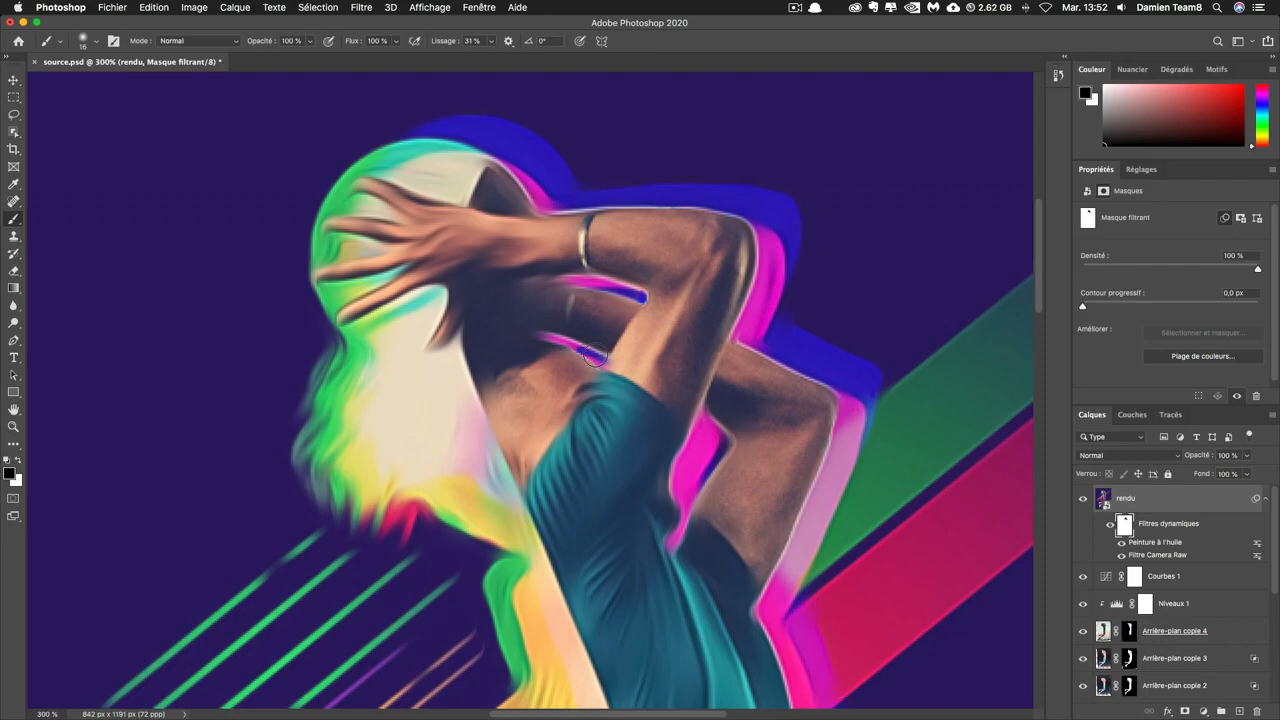 Photoshop Fichier Edition Image Calque Texte Sélection Filtre 3D Affichage Fenêtre Aide 2.62 GB Mar. 13:52 Damien Team8
Adobe Photoshop 2020
16 Mode : Normal Opacité : 100 % Flux : 100 % Lissage : 31 % 0°
source.psd @ 300% (rendu, Masque filtrant/8) *
Couleur Nuancier Dégradés Motifs
Propriétés Réglages
Masques
Masque filtrant
Densité : 100 %
Contour progressif : 0,0 px
Améliorer : Sélectionner et masquer...
Plage de couleurs...
Calques Couches Tracés
Type
Normal Opacité : 100 %
Verrou : Fond : 100 %
rendu
Filtres dynamiques
Peinture à l'huile
Filtre Camera Raw
Courbes 1
Niveaux 1
Arrière-plan copie 4
Arrière-plan copie 3
Arrière-plan copie 2
300 % 842 px x 1191 px (72 ppp)